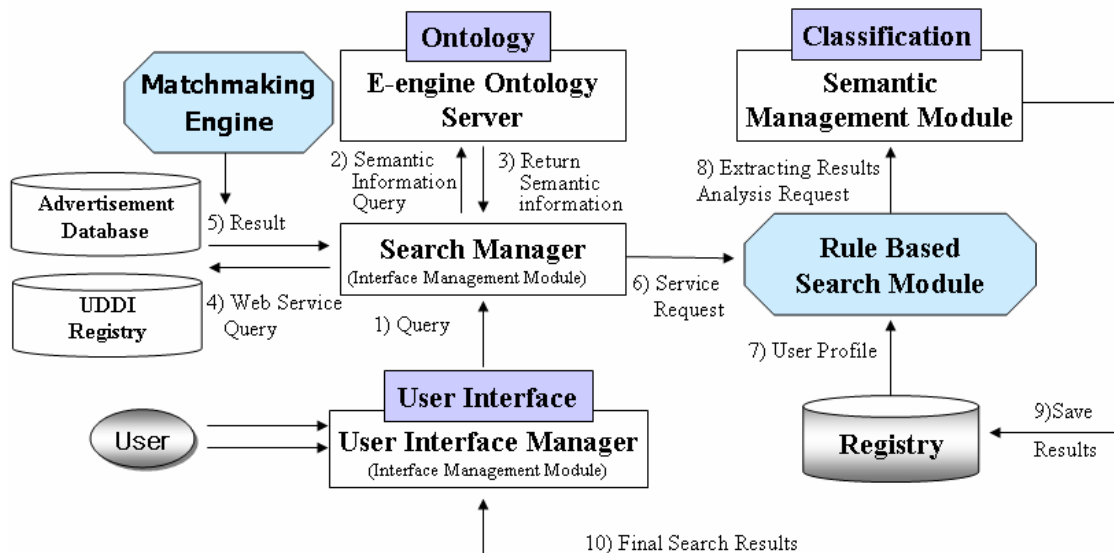 Ontology
E-engine Ontology
Server
Classification
Semantic
Management Module
Matchmaking
Engine
2) Semantic
Information
Query
3) Return
Semantic
information
8) Extracting Results
Analysis Request
Advertisement
Database
5) Result
Search Manager
(Interface Management Module)
Rule Based
Search Module
UDDI
Registry
4) Web Service
Query
6) Service
Request
1) Query
7) User Profile
User Interface
User Interface Manager
(Interface Management Module)
User
Registry
9)Save
Results
10) Final Search Results